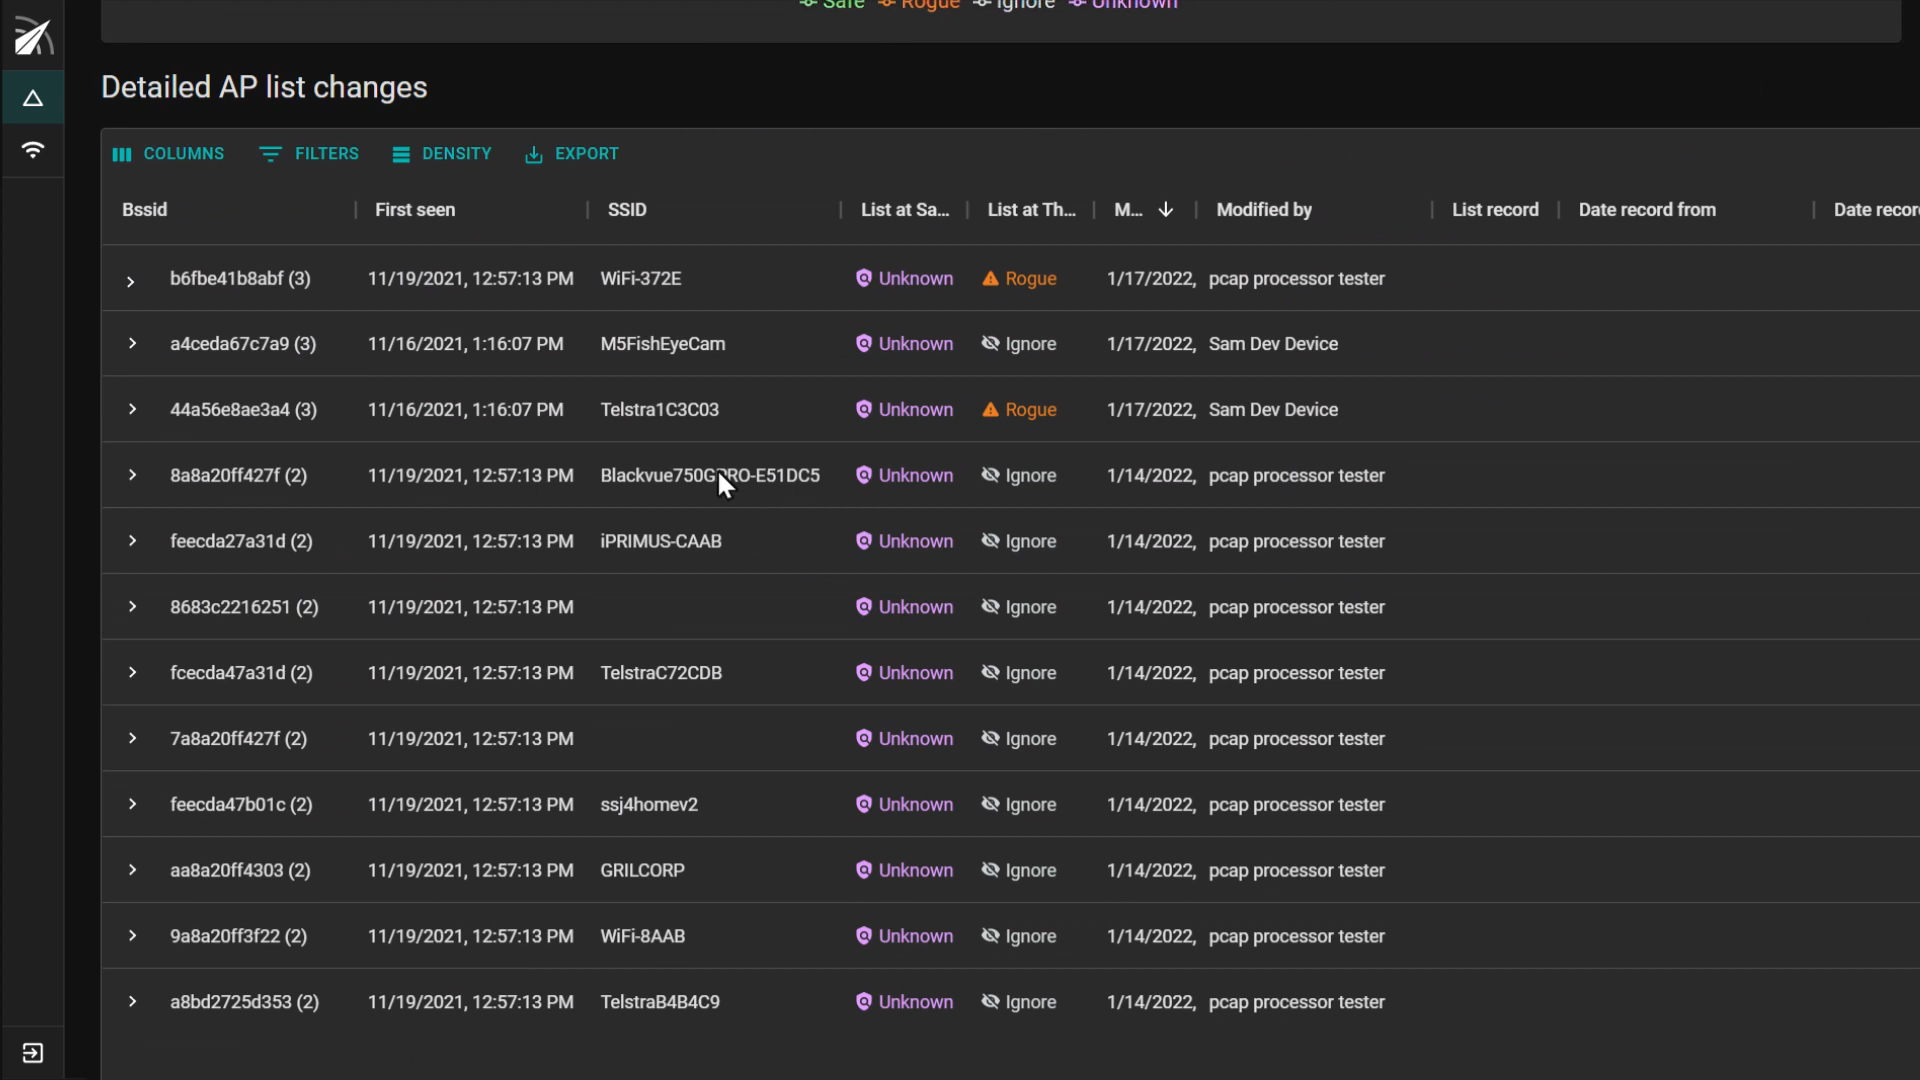 Safe Rogue Ignore Unknown
Detailed AP list changes
COLUMNS FILTERS DENSITY EXPORT
Bssid First seen SSID List at Sa... List at Th... M... Modified by List record Date record from Date recor
b6fbe41b8abf (3) 11/19/2021, 12:57:13 PM WiFi-372E Unknown Rogue 1/17/2022, pcap processor tester
a4ceda67c7a9 (3) 11/16/2021, 1:16:07 PM M5FishEyeCam Unknown Ignore 1/17/2022, Sam Dev Device
44a56e8ae3a4 (3) 11/16/2021, 1:16:07 PM Telstra1C3C03 Unknown Rogue 1/17/2022, Sam Dev Device
8a8a20ff427f (2) 11/19/2021, 12:57:13 PM Blackvue750GPRO-E51DC5 Unknown Ignore 1/14/2022, pcap processor tester
feecda27a31d (2) 11/19/2021, 12:57:13 PM iPRIMUS-CAAB Unknown Ignore 1/14/2022, pcap processor tester
8683c2216251 (2) 11/19/2021, 12:57:13 PM Unknown Ignore 1/14/2022, pcap processor tester
fcecda47a31d (2) 11/19/2021, 12:57:13 PM TelstraC72CDB Unknown Ignore 1/14/2022, pcap processor tester
7a8a20ff427f (2) 11/19/2021, 12:57:13 PM Unknown Ignore 1/14/2022, pcap processor tester
feecda47b01c (2) 11/19/2021, 12:57:13 PM ssj4homev2 Unknown Ignore 1/14/2022, pcap processor tester
aa8a20ff4303 (2) 11/19/2021, 12:57:13 PM GRILCORP Unknown Ignore 1/14/2022, pcap processor tester
9a8a20ff3f22 (2) 11/19/2021, 12:57:13 PM WiFi-8AAB Unknown Ignore 1/14/2022, pcap processor tester
a8bd2725d353 (2) 11/19/2021, 12:57:13 PM TelstraB4B4C9 Unknown Ignore 1/14/2022, pcap processor tester